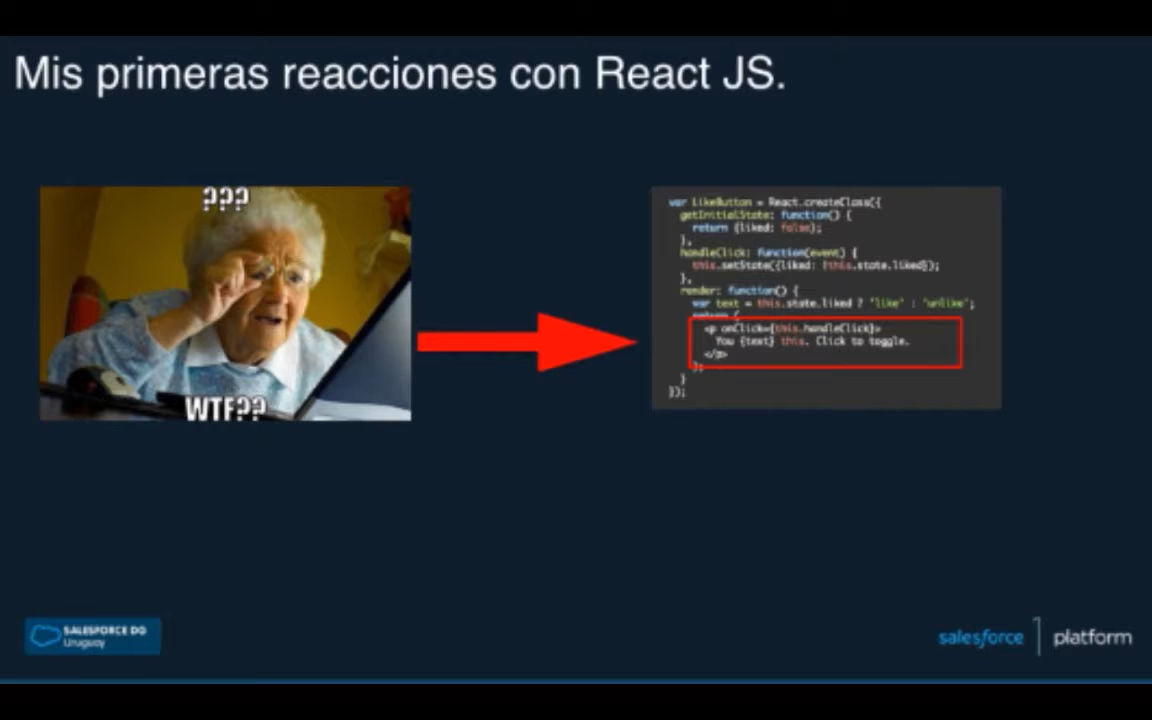 Mis primeras reacciones con React JS.
???
WTF??
var LikeButton = React.createClass({
getInitialState: function() {
return {liked: false};
},
handleClick: function(event) {
this.setState({liked: !this.state.liked});
},
render: function() {
var text = this.state.liked ? 'like' : 'unlike';
return (
<p onClick={this.handleClick}>
You {text} this. Click to toggle.
</p>
);
}
});
SALESFORCE DG
Uruguay
salesforce platform